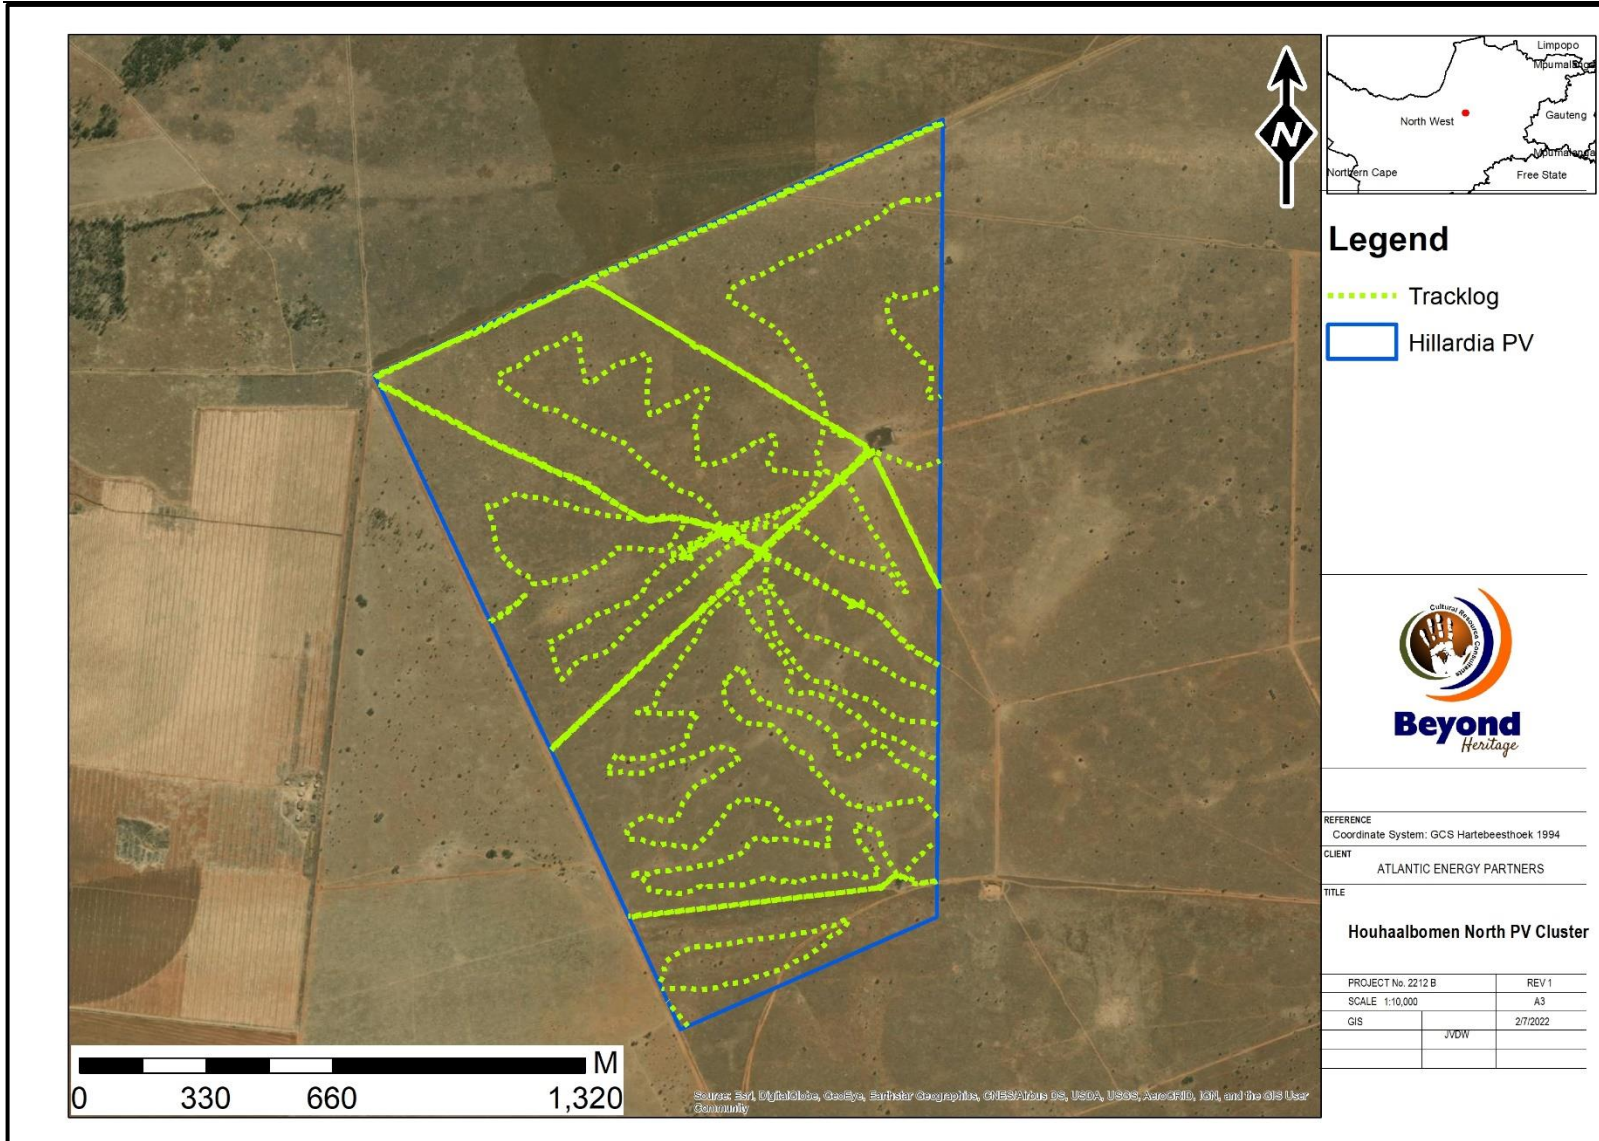 N
Limpopo
Mpumalanga
North West
Gauteng
Mpumalanga
Northern Cape
Free State
Legend
Tracklog
Hillardia PV
Cultural Resource Consultants
Beyond
Heritage
REFERENCE
Coordinate System: GCS Hartebeesthoek 1994
CLIENT
ATLANTIC ENERGY PARTNERS
TITLE
Houhaalbomen North PV Cluster
PROJECT No. 2212 B REV 1
SCALE 1:10,000 A3
GIS JVDW 2/7/2022
M
0 330 660 1,320
Source: Esri, DigitalGlobe, GeoEye, Earthstar Geographics, CNES/Airbus DS, USDA, USGS, AeroGRID, IGN, and the GIS User
Community